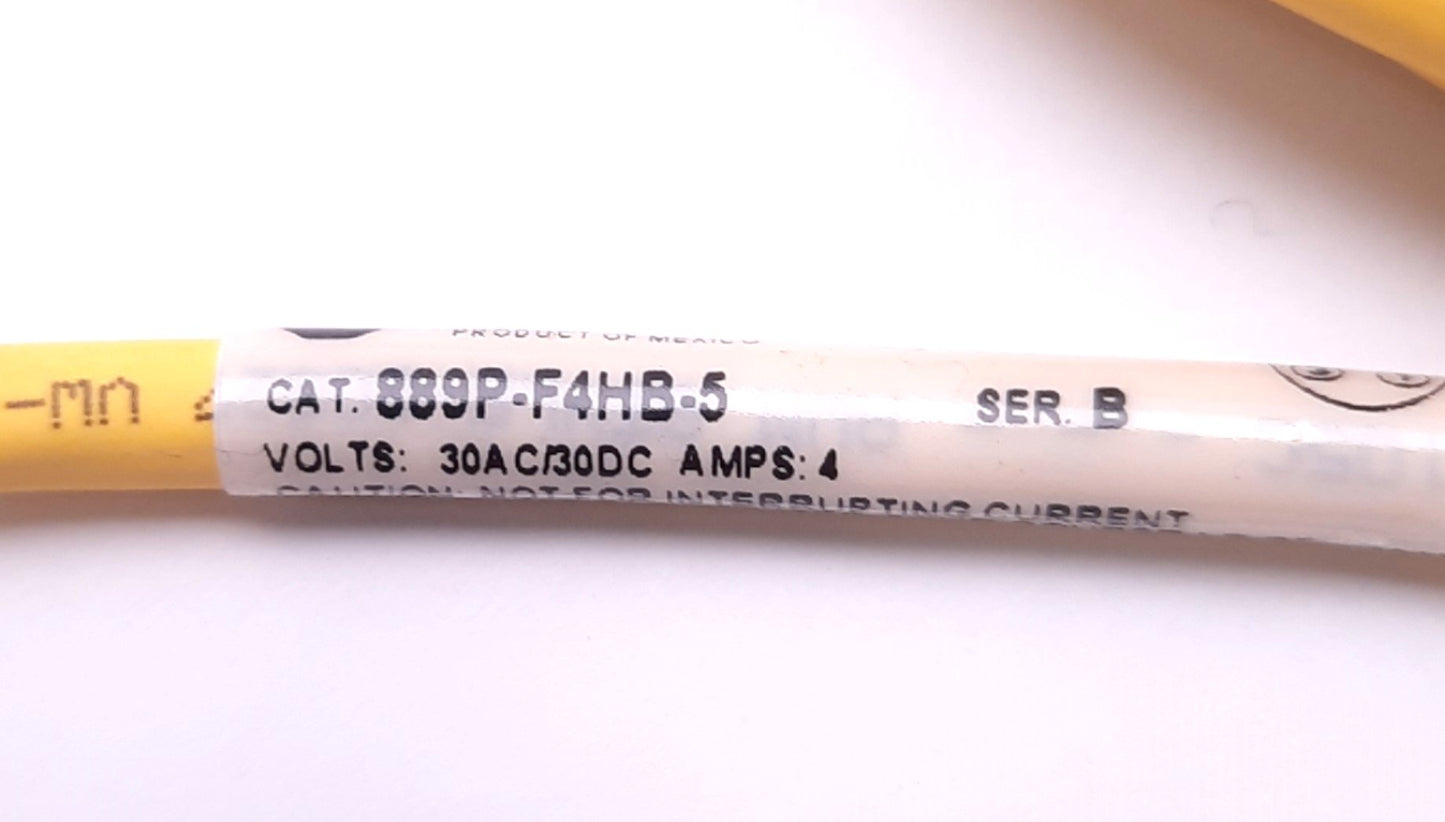 PRODUCT OF MEXICO
CAT. 889P-F4HB-5 SER. B
VOLTS: 30AC/30DC AMPS: 4
CAUTION: NOT FOR INTERRUPTING CURRENT